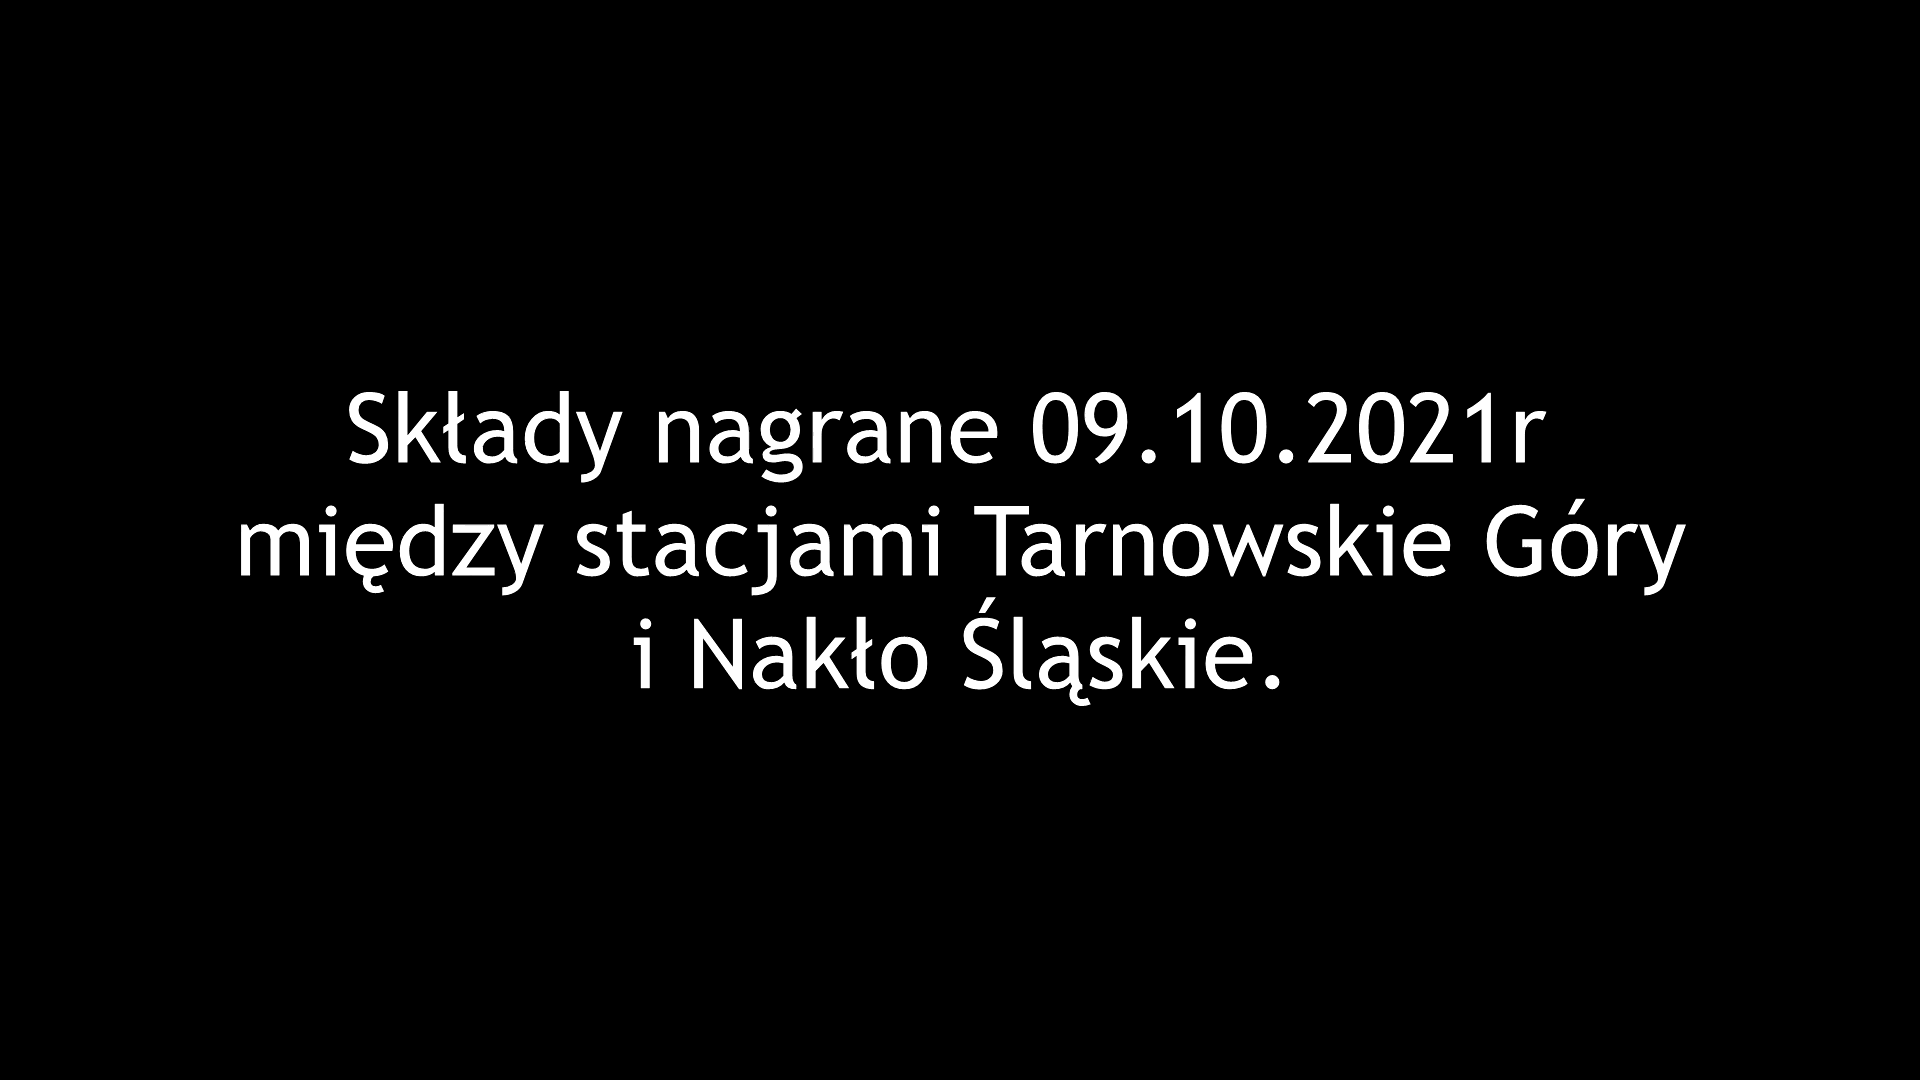 Składy nagrane 09.10.2021r
między stacjami Tarnowskie Góry
i Nakło Śląskie.